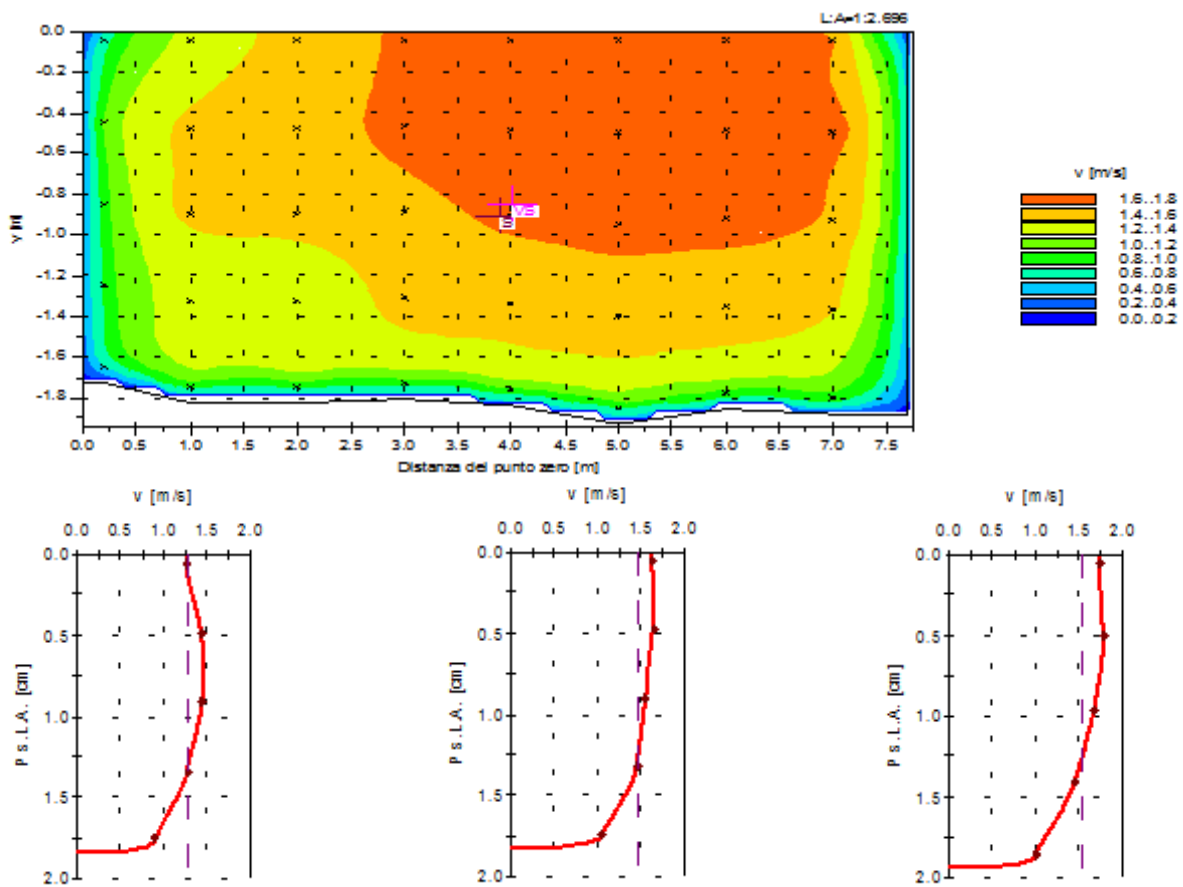 L:A=1:2.696
0.0
-0.2
-0.4
-0.6
-0.8
-1.0
-1.2
-1.4
-1.6
-1.8
y [m]
VS
S
0.0 0.5 1.0 1.5 2.0 2.5 3.0 3.5 4.0 4.5 5.0 5.5 6.0 6.5 7.0 7.5
Distanza del punto zero [m]
v [m/s]
1.6..1.8
1.4..1.6
1.2..1.4
1.0..1.2
0.8..1.0
0.6..0.8
0.4..0.6
0.2..0.4
0.0..0.2
v [m/s]
0.0 0.5 1.0 1.5 2.0
0.0
0.5
1.0
1.5
2.0
P s.L.A. [cm]
v [m/s]
0.0 0.5 1.0 1.5 2.0
0.0
0.5
1.0
1.5
2.0
P s.L.A. [cm]
v [m/s]
0.0 0.5 1.0 1.5 2.0
0.0
0.5
1.0
1.5
2.0
P s.L.A. [cm]